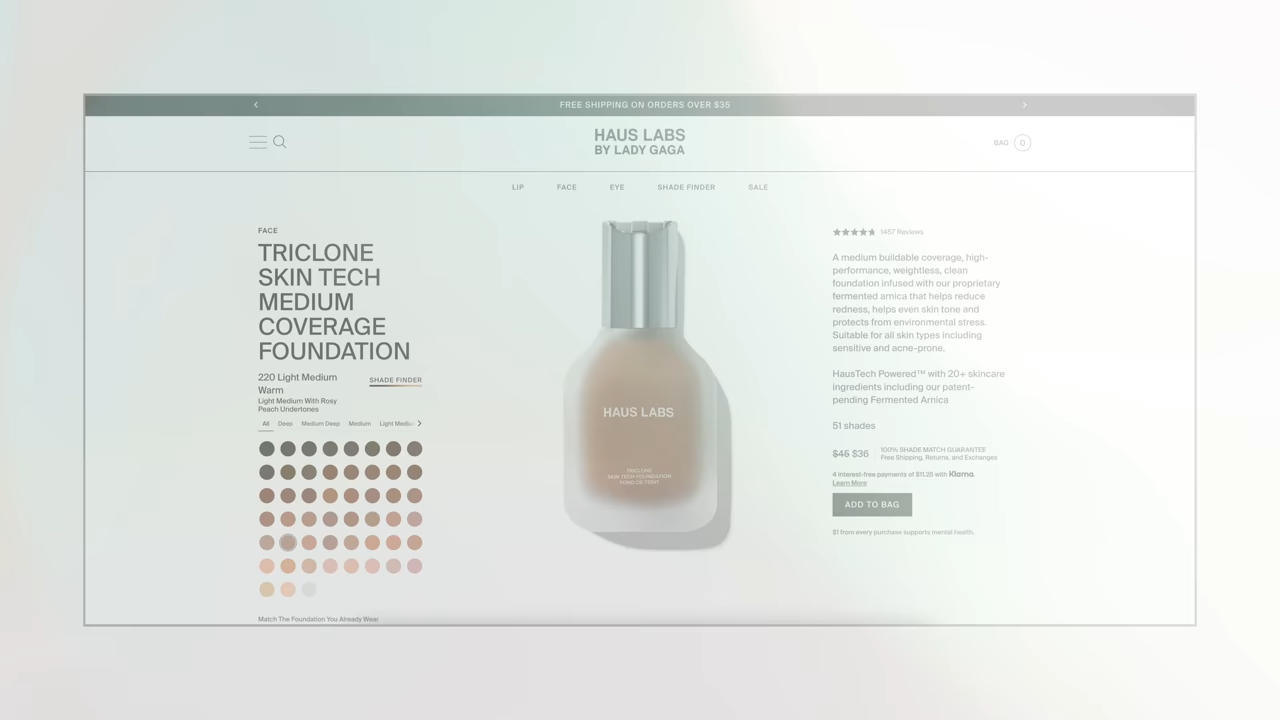 FREE SHIPPING ON ORDERS OVER $35
HAUS LABS
BY LADY GAGA
BAG 0
LIP FACE EYE SHADE FINDER SALE
FACE
TRICLONE
SKIN TECH
MEDIUM
COVERAGE
FOUNDATION
220 Light Medium
Warm
SHADE FINDER
Light Medium With Rosy
Peach Undertones
All Deep Medium Deep Medium Light Mediu
Match The Foundation You Already Wear
HAUS LABS
TRICLONE
SKIN TECH FOUNDATION
FOND DE TEINT
1457 Reviews
A medium buildable coverage, high-
performance, weightless, clean
foundation infused with our proprietary
fermented arnica that helps reduce
redness, helps even skin tone and
protects from environmental stress.
Suitable for all skin types including
sensitive and acne-prone.
HausTech Powered™ with 20+ skincare
ingredients including our patent-
pending Fermented Arnica
51 shades
$45 $36
100% SHADE MATCH GUARANTEE
Free Shipping, Returns, and Exchanges
4 interest-free payments of $11.25 with Klarna.
Learn More
ADD TO BAG
$1 from every purchase supports mental health.